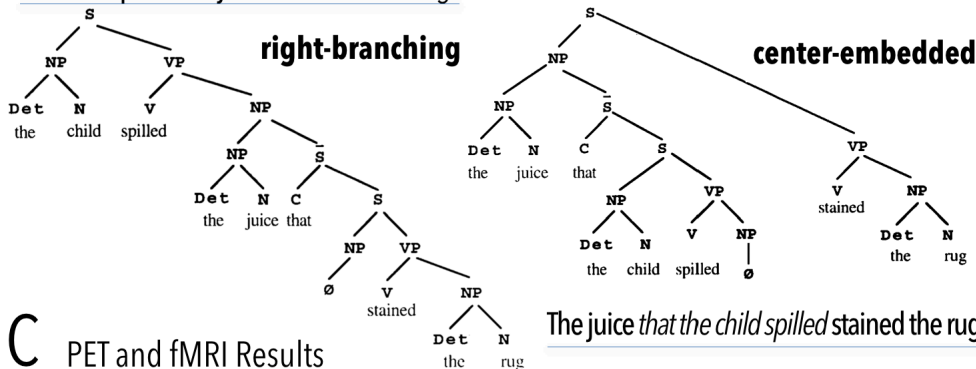 S
right-branching
NP VP
Det N V NP
the child spilled
NP S̄
Det N C S
the juice that
NP VP
Ø V NP
stained
Det N
the rug
S
center-embedded
NP
NP S̄
Det N C S VP
the juice that
NP VP V NP
stained
Det N V NP Det N
the child spilled Ø the rug
The juice that the child spilled stained the rug
C PET and fMRI Results